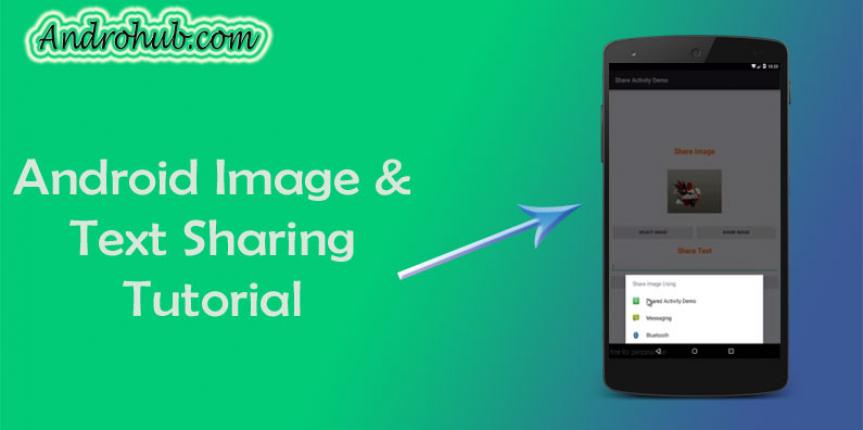 Androhub.com
Android Image &
Text Sharing
Tutorial
Share Activity Demo
Share Image
SELECT IMAGE
SHARE IMAGE
Share Text
Share Image Using
Shared Activity Demo
Messaging
Bluetooth